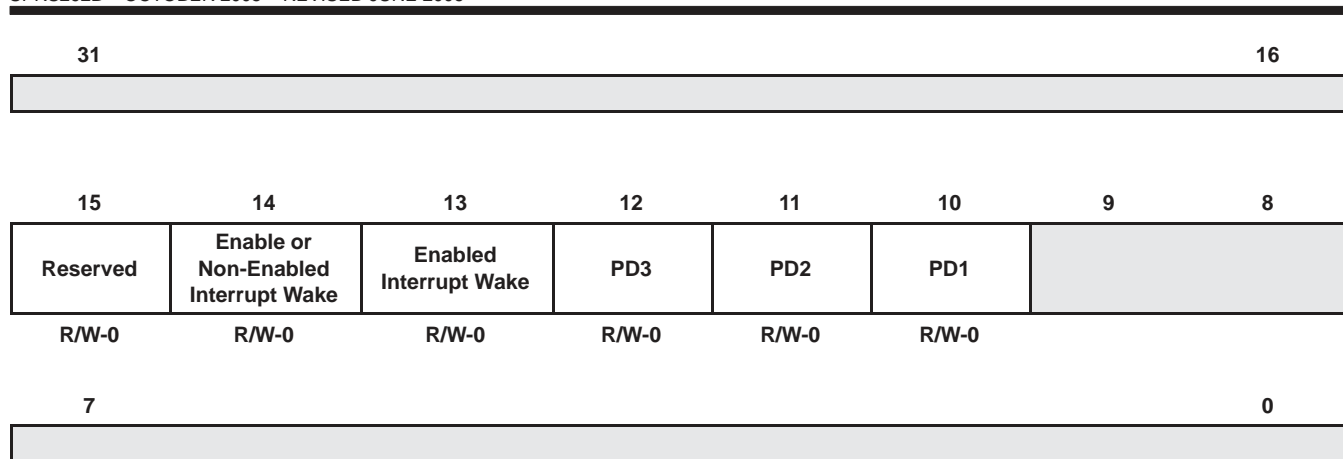 31 16
15 14 13 12 11 10 9 8
Reserved
Enable or
Non-Enabled
Interrupt Wake
Enabled
Interrupt Wake
PD3
PD2
PD1
R/W-0 R/W-0 R/W-0 R/W-0 R/W-0 R/W-0
7 0